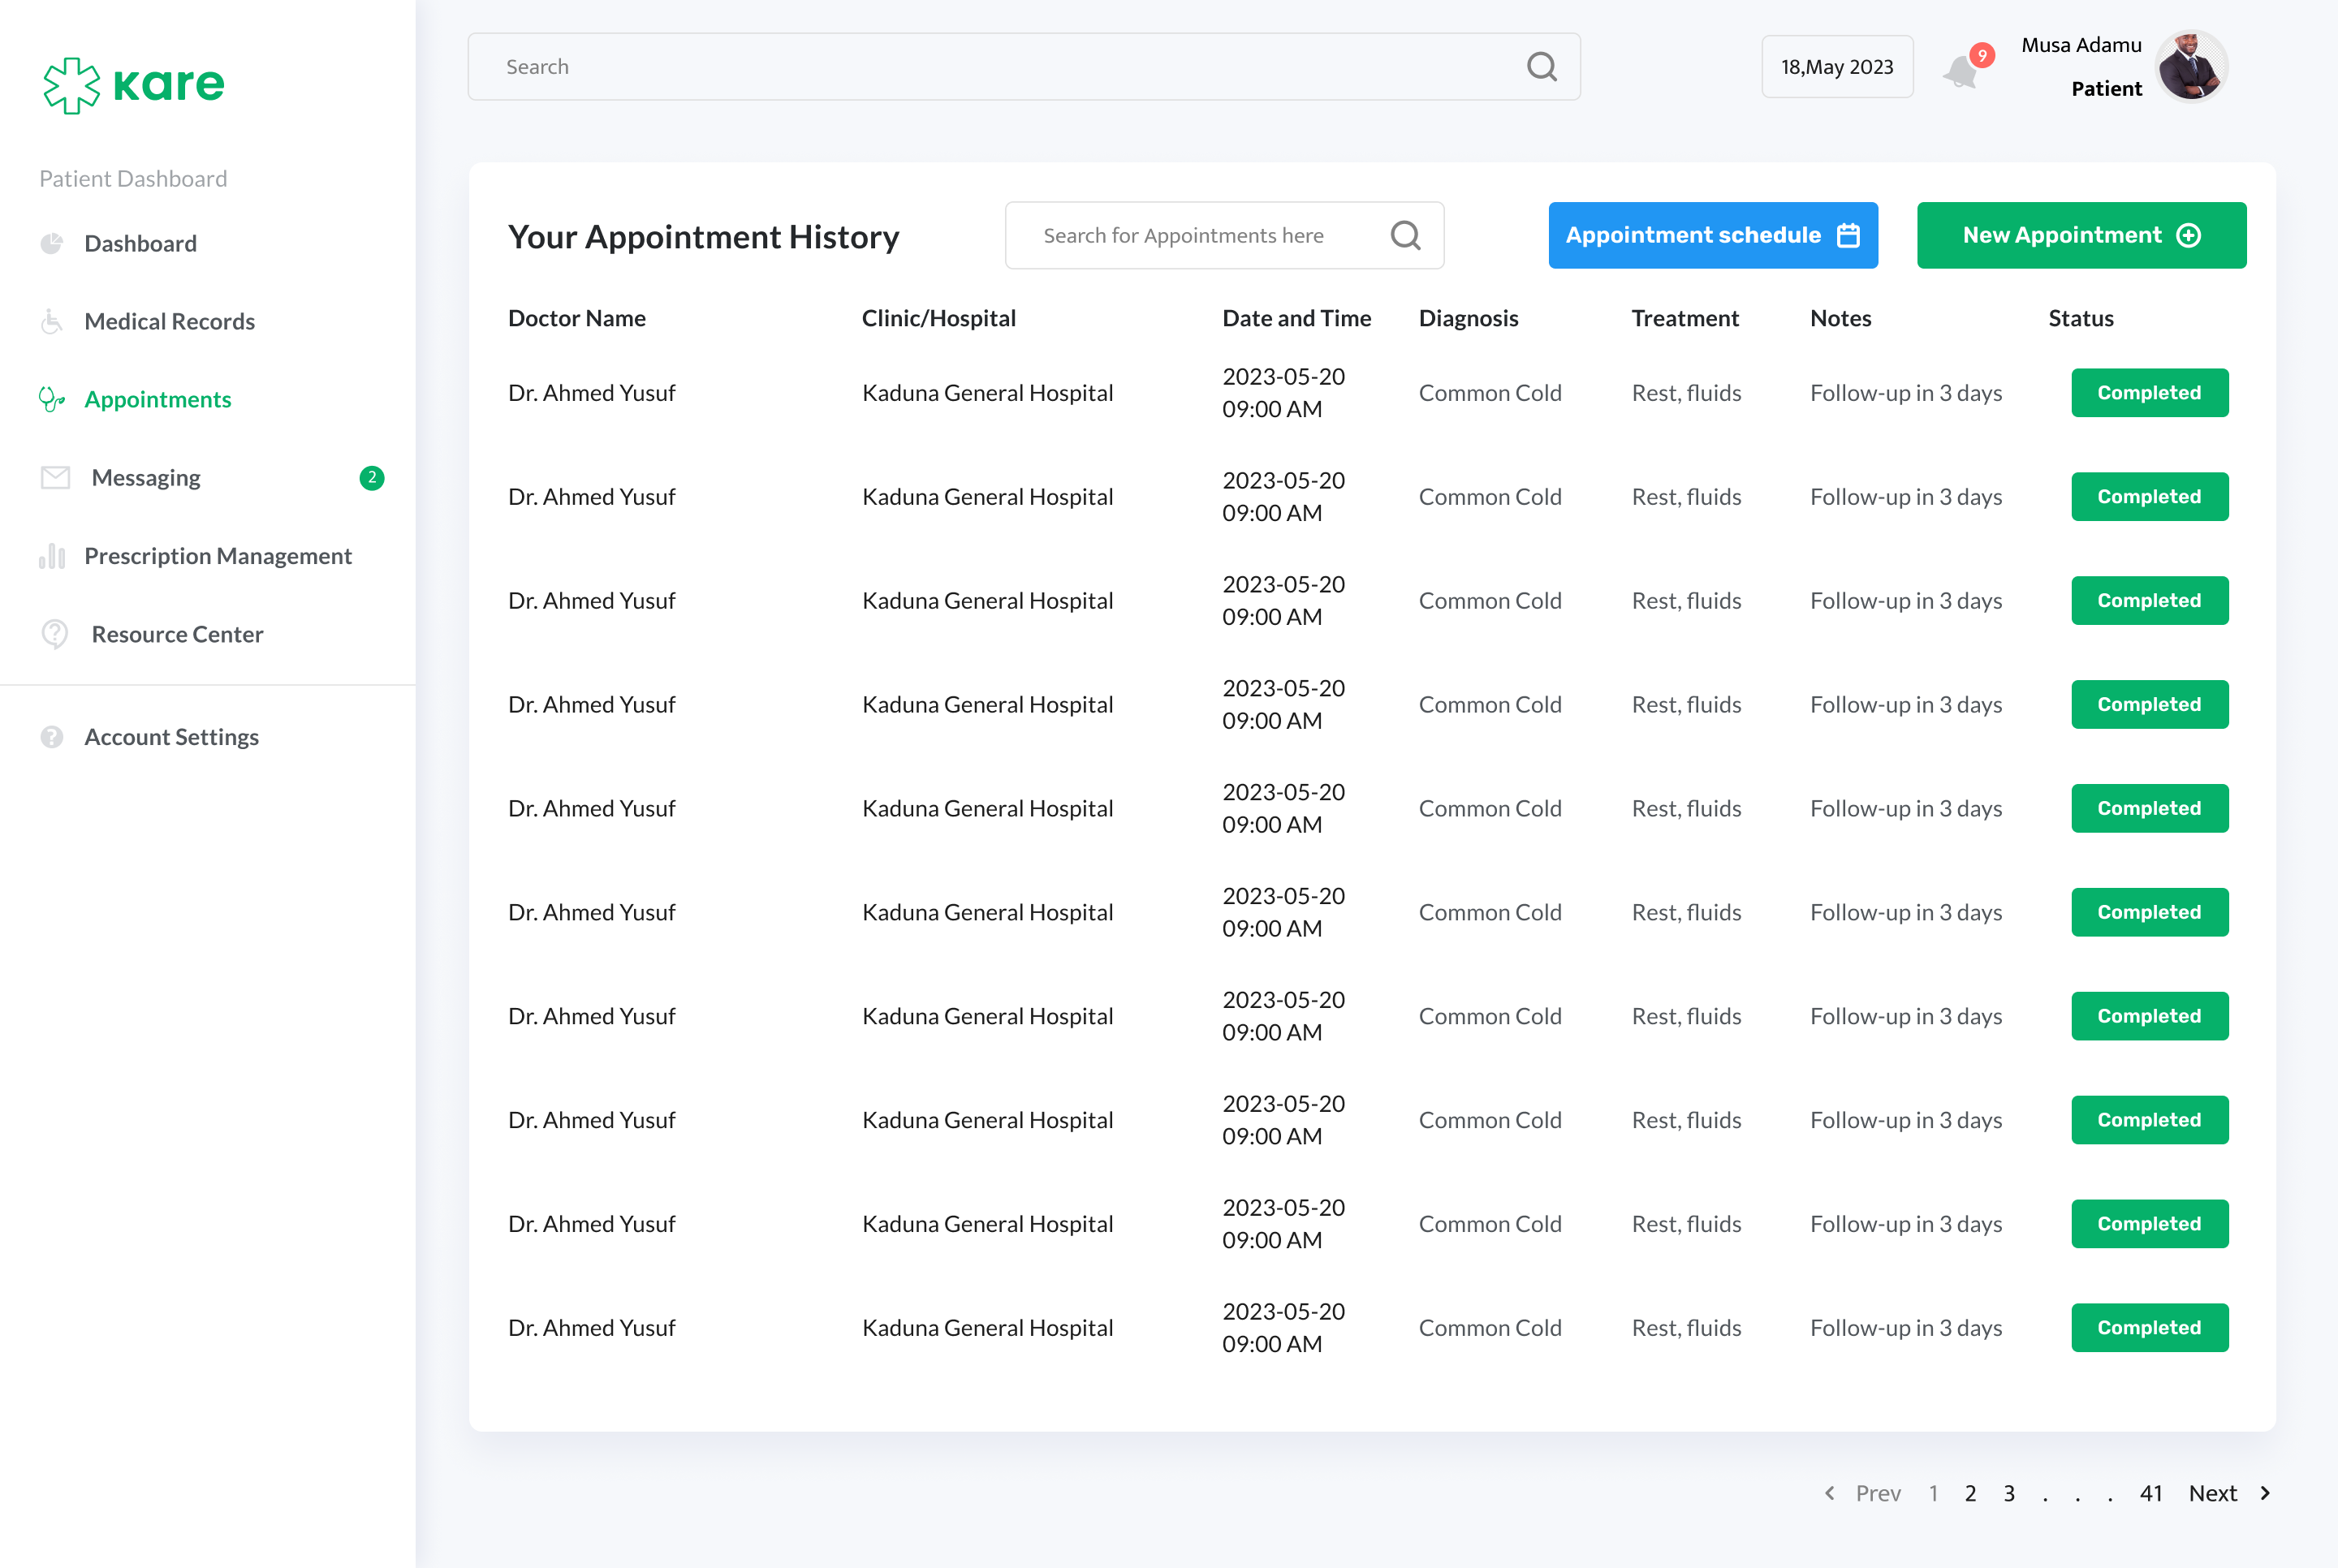 kare
Search
18,May 2023
9
Musa Adamu
Patient
Patient Dashboard
Dashboard
Medical Records
Appointments
Messaging 2
Prescription Management
Resource Center
Account Settings
Your Appointment History
Search for Appointments here
Appointment schedule
New Appointment
Doctor Name Clinic/Hospital Date and Time Diagnosis Treatment Notes Status
Dr. Ahmed Yusuf Kaduna General Hospital 2023-05-20 09:00 AM Common Cold Rest, fluids Follow-up in 3 days Completed
Dr. Ahmed Yusuf Kaduna General Hospital 2023-05-20 09:00 AM Common Cold Rest, fluids Follow-up in 3 days Completed
Dr. Ahmed Yusuf Kaduna General Hospital 2023-05-20 09:00 AM Common Cold Rest, fluids Follow-up in 3 days Completed
Dr. Ahmed Yusuf Kaduna General Hospital 2023-05-20 09:00 AM Common Cold Rest, fluids Follow-up in 3 days Completed
Dr. Ahmed Yusuf Kaduna General Hospital 2023-05-20 09:00 AM Common Cold Rest, fluids Follow-up in 3 days Completed
Dr. Ahmed Yusuf Kaduna General Hospital 2023-05-20 09:00 AM Common Cold Rest, fluids Follow-up in 3 days Completed
Dr. Ahmed Yusuf Kaduna General Hospital 2023-05-20 09:00 AM Common Cold Rest, fluids Follow-up in 3 days Completed
Dr. Ahmed Yusuf Kaduna General Hospital 2023-05-20 09:00 AM Common Cold Rest, fluids Follow-up in 3 days Completed
Dr. Ahmed Yusuf Kaduna General Hospital 2023-05-20 09:00 AM Common Cold Rest, fluids Follow-up in 3 days Completed
Dr. Ahmed Yusuf Kaduna General Hospital 2023-05-20 09:00 AM Common Cold Rest, fluids Follow-up in 3 days Completed
< Prev 1 2 3 . . . 41 Next >